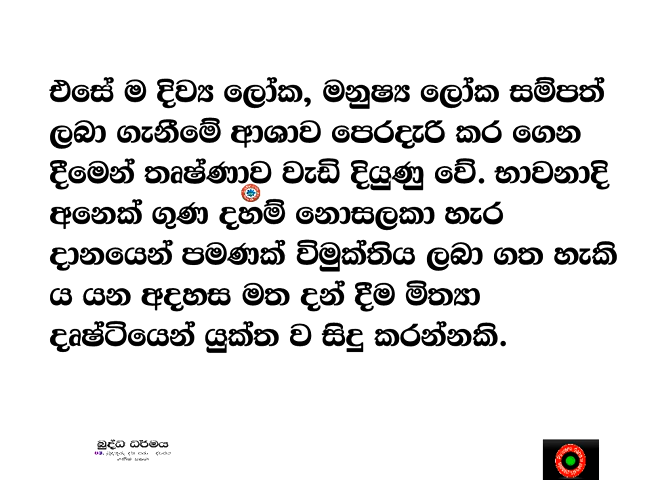 එසේ ම දිව්‍ය ලෝක, මනුෂ්‍ය ලෝක සම්පත්
ලබා ගැනීමේ ආශාව පෙරදැරි කර ගෙන
දීමෙන් තෘෂ්ණාව වැඩි දියුණු වේ. භාවනාදි
අනෙක් ගුණ දහම් නොසලකා හැර
දානයෙන් පමණක් විමුක්තිය ලබා ගත හැකි
ය යන අදහස මත දන් දීම මිත්‍යා
දෘෂ්ටියෙන් යුක්ත ව සිදු කරන්නකි.
බුද්ධ ධර්මය